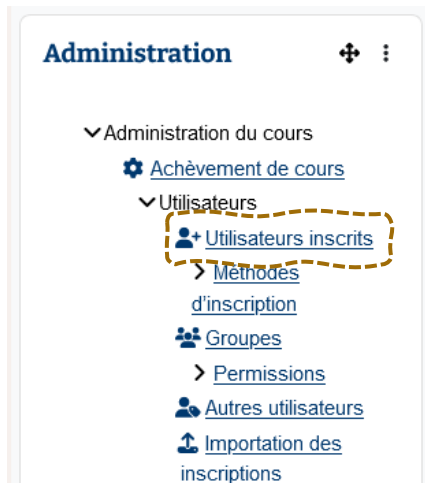 Administration
Administration du cours
Achèvement de cours
Utilisateurs
Utilisateurs inscrits
Méthodes
d'inscription
Groupes
Permissions
Autres utilisateurs
Importation des
inscriptions